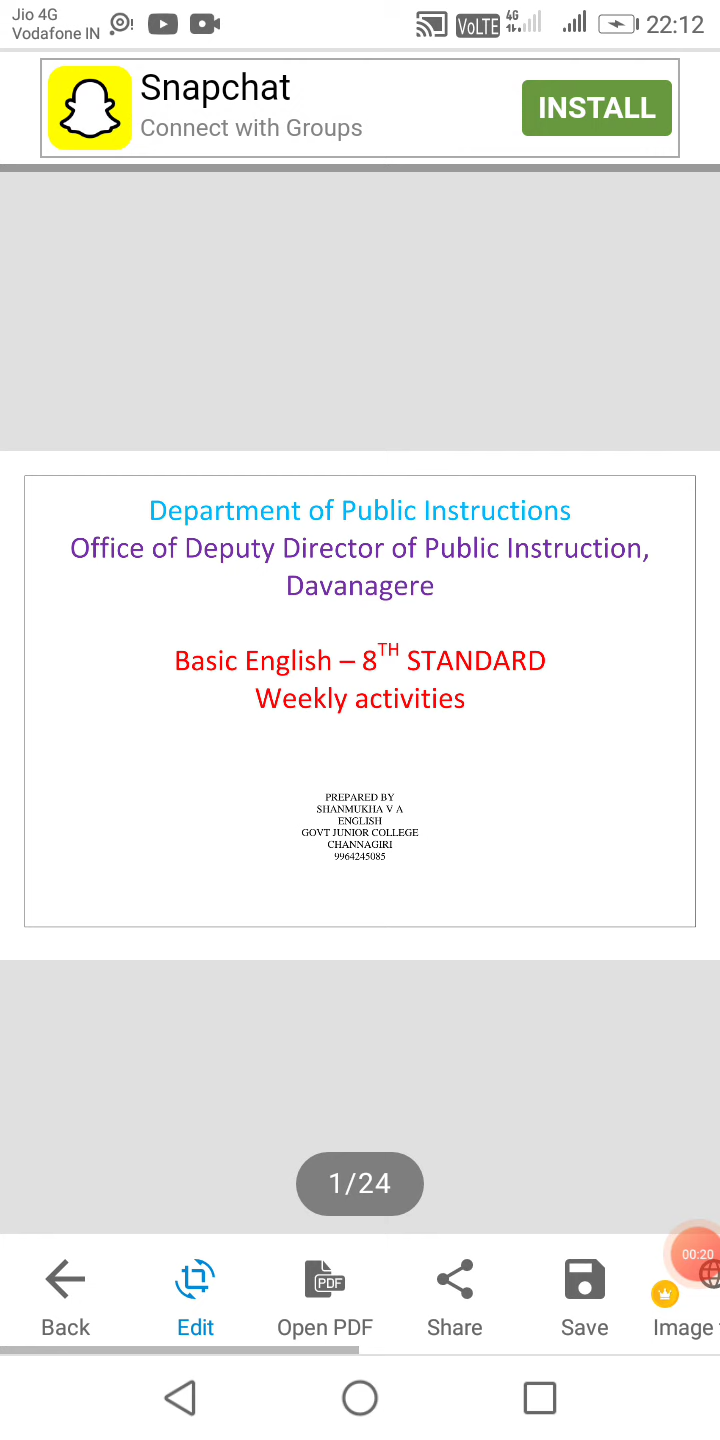 Jio 4G
Vodafone IN
VoLTE 4G 22:12
Snapchat
Connect with Groups
INSTALL
Department of Public Instructions
Office of Deputy Director of Public Instruction,
Davanagere
Basic English – 8TH STANDARD
Weekly activities
PREPARED BY
SHANMUKHA V A
ENGLISH
GOVT JUNIOR COLLEGE
CHANNAGIRI
9964245085
1/24
00:20
PDF
Back Edit Open PDF Share Save Image